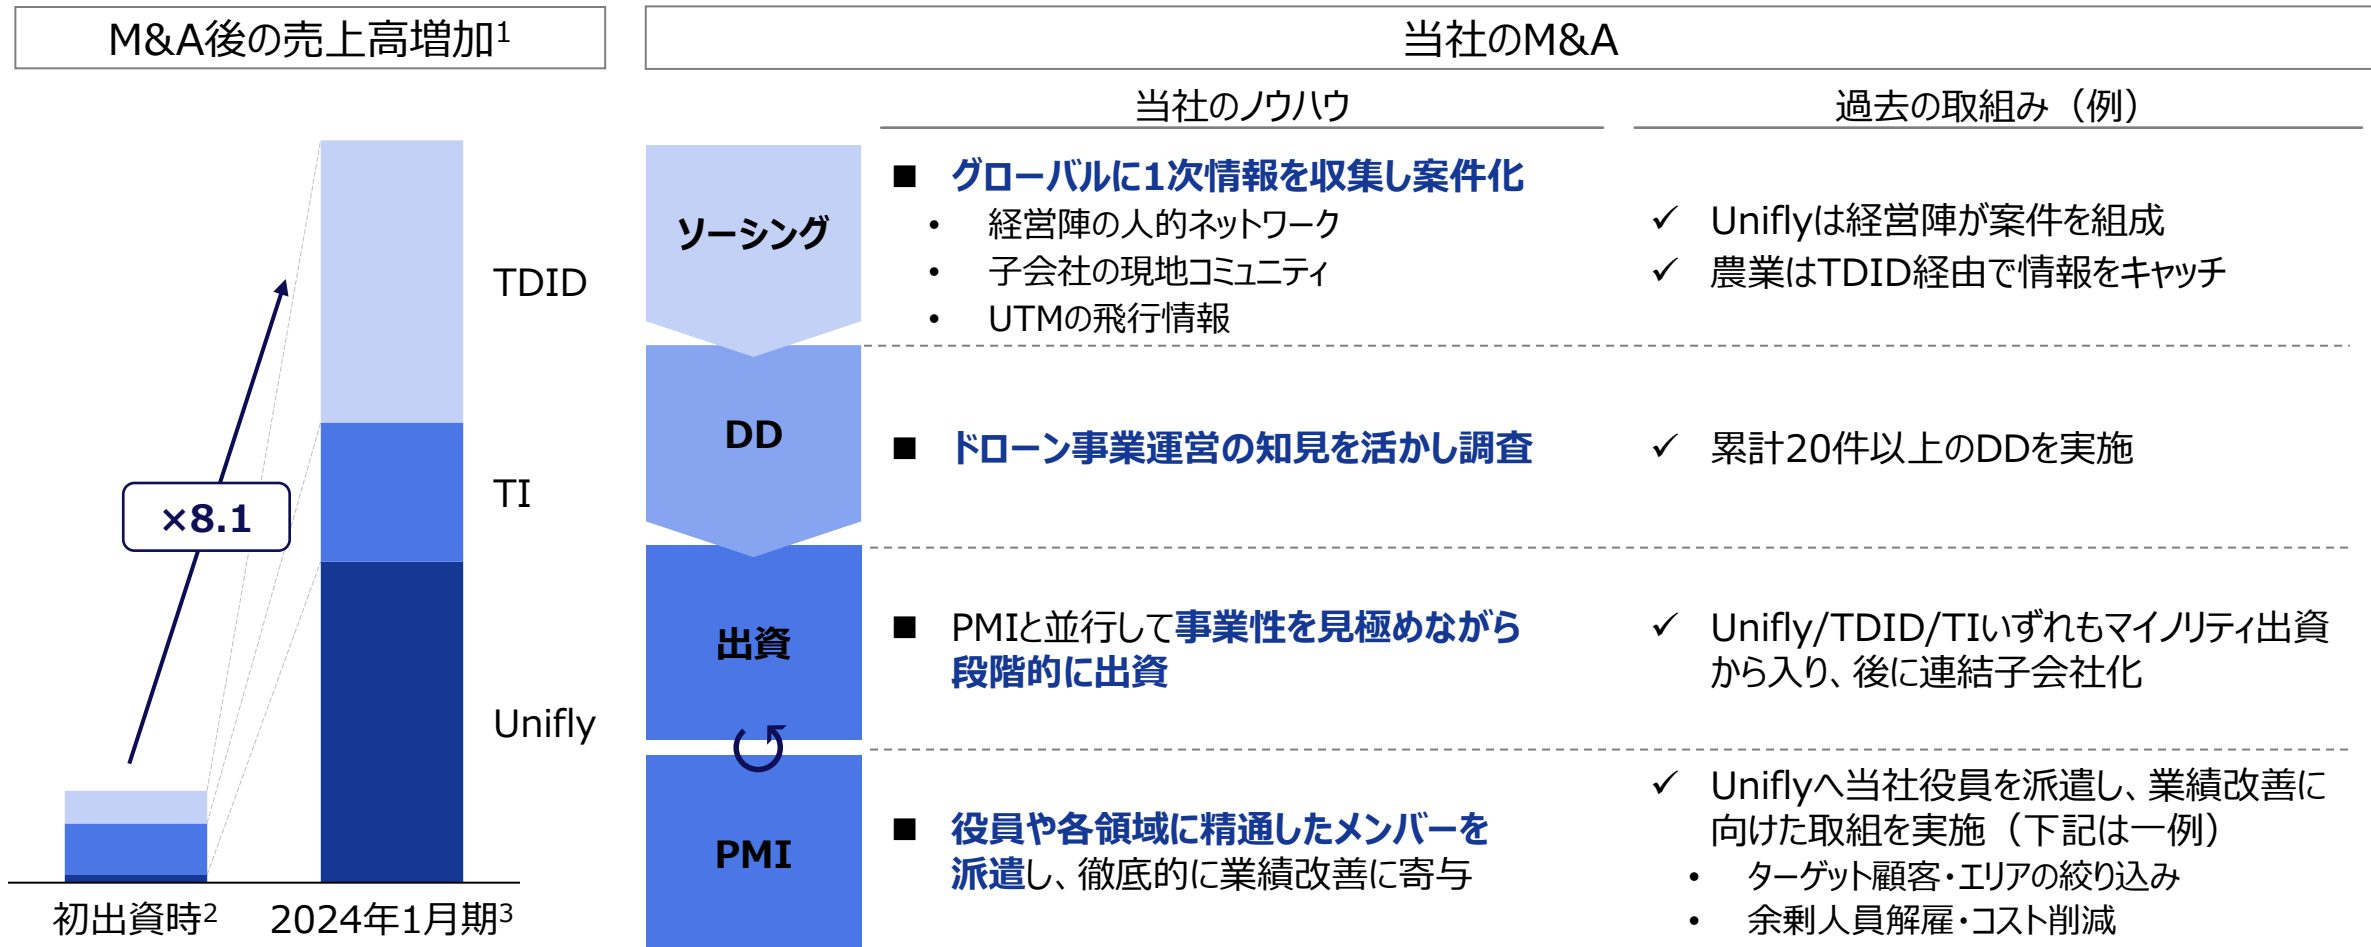 M&A後の売上高増加1
TDID
TI
×8.1
Unifly
初出資時2
2024年1月期3
当社のM&A
当社のノウハウ
過去の取組み（例）
ソーシング
■ グローバルに1次情報を収集し案件化
• 経営陣の人的ネットワーク
• 子会社の現地コミュニティ
• UTMの飛行情報
✓ Uniflyは経営陣が案件を組成
✓ 農業はTDID経由で情報をキャッチ
DD
■ ドローン事業運営の知見を活かし調査
✓ 累計20件以上のDDを実施
出資
■ PMIと並行して事業性を見極めながら
段階的に出資
✓ Unifly/TDID/TIいずれもマイノリティ出資
から入り、後に連結子会社化
PMI
■ 役員や各領域に精通したメンバーを
派遣し、徹底的に業績改善に寄与
✓ Uniflyへ当社役員を派遣し、業績改善に
向けた取組を実施（下記は一例）
• ターゲット顧客・エリアの絞り込み
• 余剰人員解雇・コスト削減